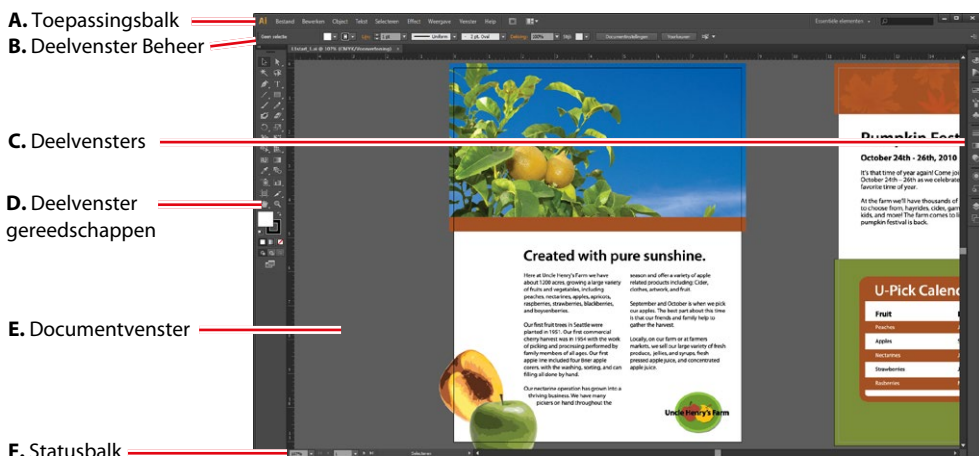 A. Toepassingsbalk
B. Deelvenster Beheer
C. Deelvensters
D. Deelvenster
gereedschappen
E. Documentvenster
F. Statusbalk
Ai Bestand Bewerken Object Tekst Selecteren Effect Weergave Venster Help
Essentiële elementen
Geen selectie
1 pt
Uniform
2 pt. Oval
Dekking: 100%
Stijl:
Documentinstellingen
Voorkeuren
Created with pure sunshine.
Here at Uncle Henry's Farm we have
about 1200 acres, growing a large variety
of fruits and vegetables, including
peaches, nectarines, apples, apricots,
raspberries, strawberries, blackberries,
and boysenberries.
Our first fruit trees in Seattle were
planted in 1951. Our first commercial
cherry harvest was in 1954 with the work
of picking and processing performed by
family members of all ages. Our first
apple line included four liner apple
corers, with the washing, sorting, and can
filling all done by hand.
Our nectarine operation has grown into a
thriving business. We have many
pickers on hand throughout the
season and offer a variety of apple
related products including: Cider,
clothes, artwork, and fruit.
September and October is when we pick
our apples. The best part about this time
is that our friends and family help to
gather the harvest.
Locally, on our farm or at farmers
markets, we sell our large variety of fresh
produce, jellies, and syrups, fresh
pressed apple juice, and concentrated
apple juice.
Uncle Henry's Farm
Pumpkin Fest
October 24th - 26th, 2010
It's that time of year again! Come joi
October 24th - 26th as we celebrate
favorite time of year.
At the farm we'll have thousands of
to choose from, hayrides, cider, gam
kids, and more! The farm comes to li
pumpkin festival is back.
U-Pick Calenc
Fruit
Peaches
Apples
Nectarines
Strawberries
Rasberries
Selecteren